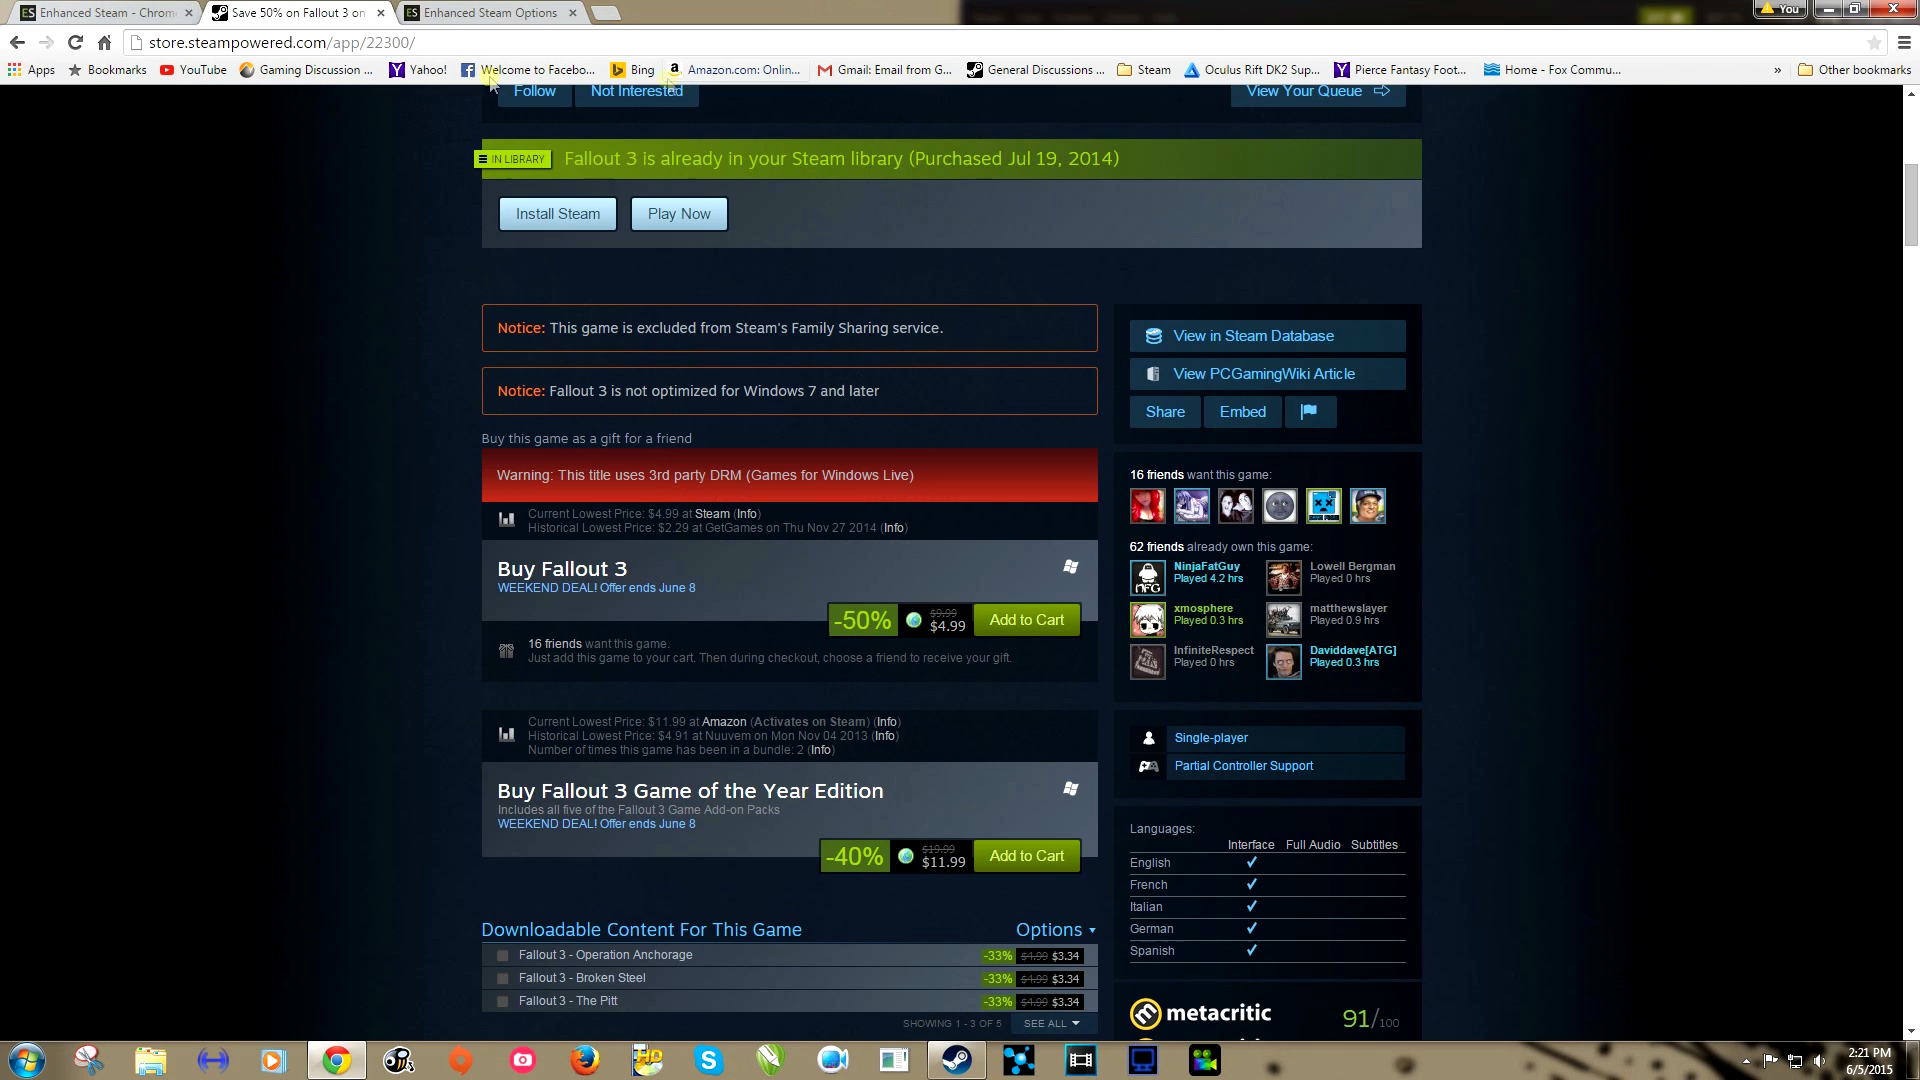 Enhanced Steam - Chrom
Save 50% on Fallout 3 on
Enhanced Steam Options
You
store.steampowered.com/app/22300/
Apps
Bookmarks
YouTube
Gaming Discussion ...
Yahoo!
Welcome to Facebo...
Bing
Amazon.com: Onlin...
Gmail: Email from G...
General Discussions ...
Steam
Oculus Rift DK2 Sup...
Pierce Fantasy Foot...
Home - Fox Commu...
»
Other bookmarks
Follow
Not Interested
View Your Queue
IN LIBRARY
Fallout 3 is already in your Steam library (Purchased Jul 19, 2014)
Install Steam
Play Now
Notice: This game is excluded from Steam's Family Sharing service.
Notice: Fallout 3 is not optimized for Windows 7 and later
Buy this game as a gift for a friend
Warning: This title uses 3rd party DRM (Games for Windows Live)
Current Lowest Price: $4.99 at Steam (Info)
Historical Lowest Price: $2.29 at GetGames on Thu Nov 27 2014 (Info)
Buy Fallout 3
WEEKEND DEAL! Offer ends June 8
-50%
$9.99
$4.99
Add to Cart
16 friends want this game.
Just add this game to your cart. Then during checkout, choose a friend to receive your gift.
Current Lowest Price: $11.99 at Amazon (Activates on Steam) (Info)
Historical Lowest Price: $4.91 at Nuuvem on Mon Nov 04 2013 (Info)
Number of times this game has been in a bundle: 2 (Info)
Buy Fallout 3 Game of the Year Edition
Includes all five of the Fallout 3 Game Add-on Packs
WEEKEND DEAL! Offer ends June 8
-40%
$19.99
$11.99
Add to Cart
Downloadable Content For This Game
Options
Fallout 3 - Operation Anchorage
-33% $4.99 $3.34
Fallout 3 - Broken Steel
-33% $4.99 $3.34
Fallout 3 - The Pitt
-33% $4.99 $3.34
SHOWING 1 - 3 OF 5
SEE ALL
View in Steam Database
View PCGamingWiki Article
Share
Embed
16 friends want this game:
62 friends already own this game:
NinjaFatGuy
Played 4.2 hrs
Lowell Bergman
Played 0 hrs
xmosphere
Played 0.3 hrs
matthewslayer
Played 0.9 hrs
InfiniteRespect
Played 0 hrs
Daviddave[ATG]
Played 0.3 hrs
Single-player
Partial Controller Support
Languages:
Interface Full Audio Subtitles
English
French
Italian
German
Spanish
metacritic
91/100
2:21 PM
6/5/2015